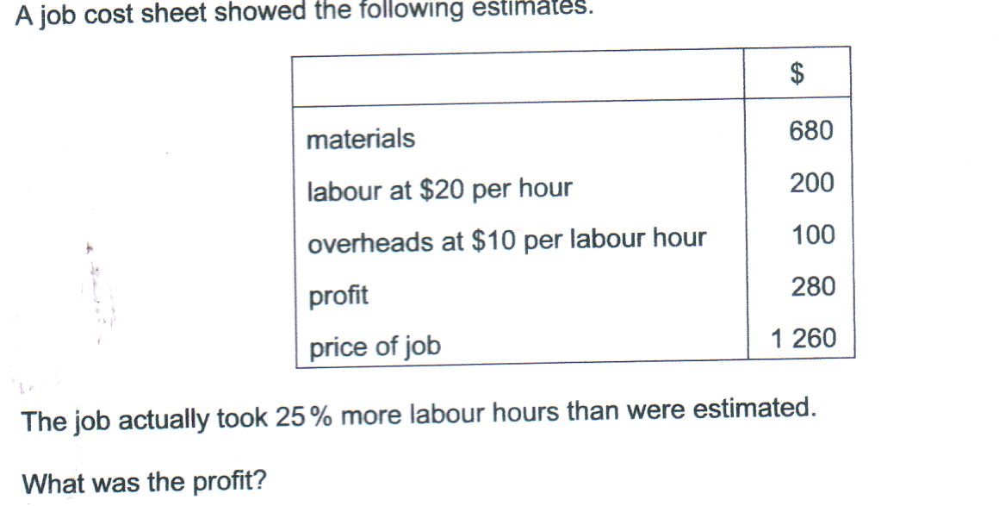 A job cost sheet showed the following estimates.
$
materials 680
labour at $20 per hour 200
overheads at $10 per labour hour 100
profit 280
price of job 1 260
The job actually took 25% more labour hours than were estimated.
What was the profit?